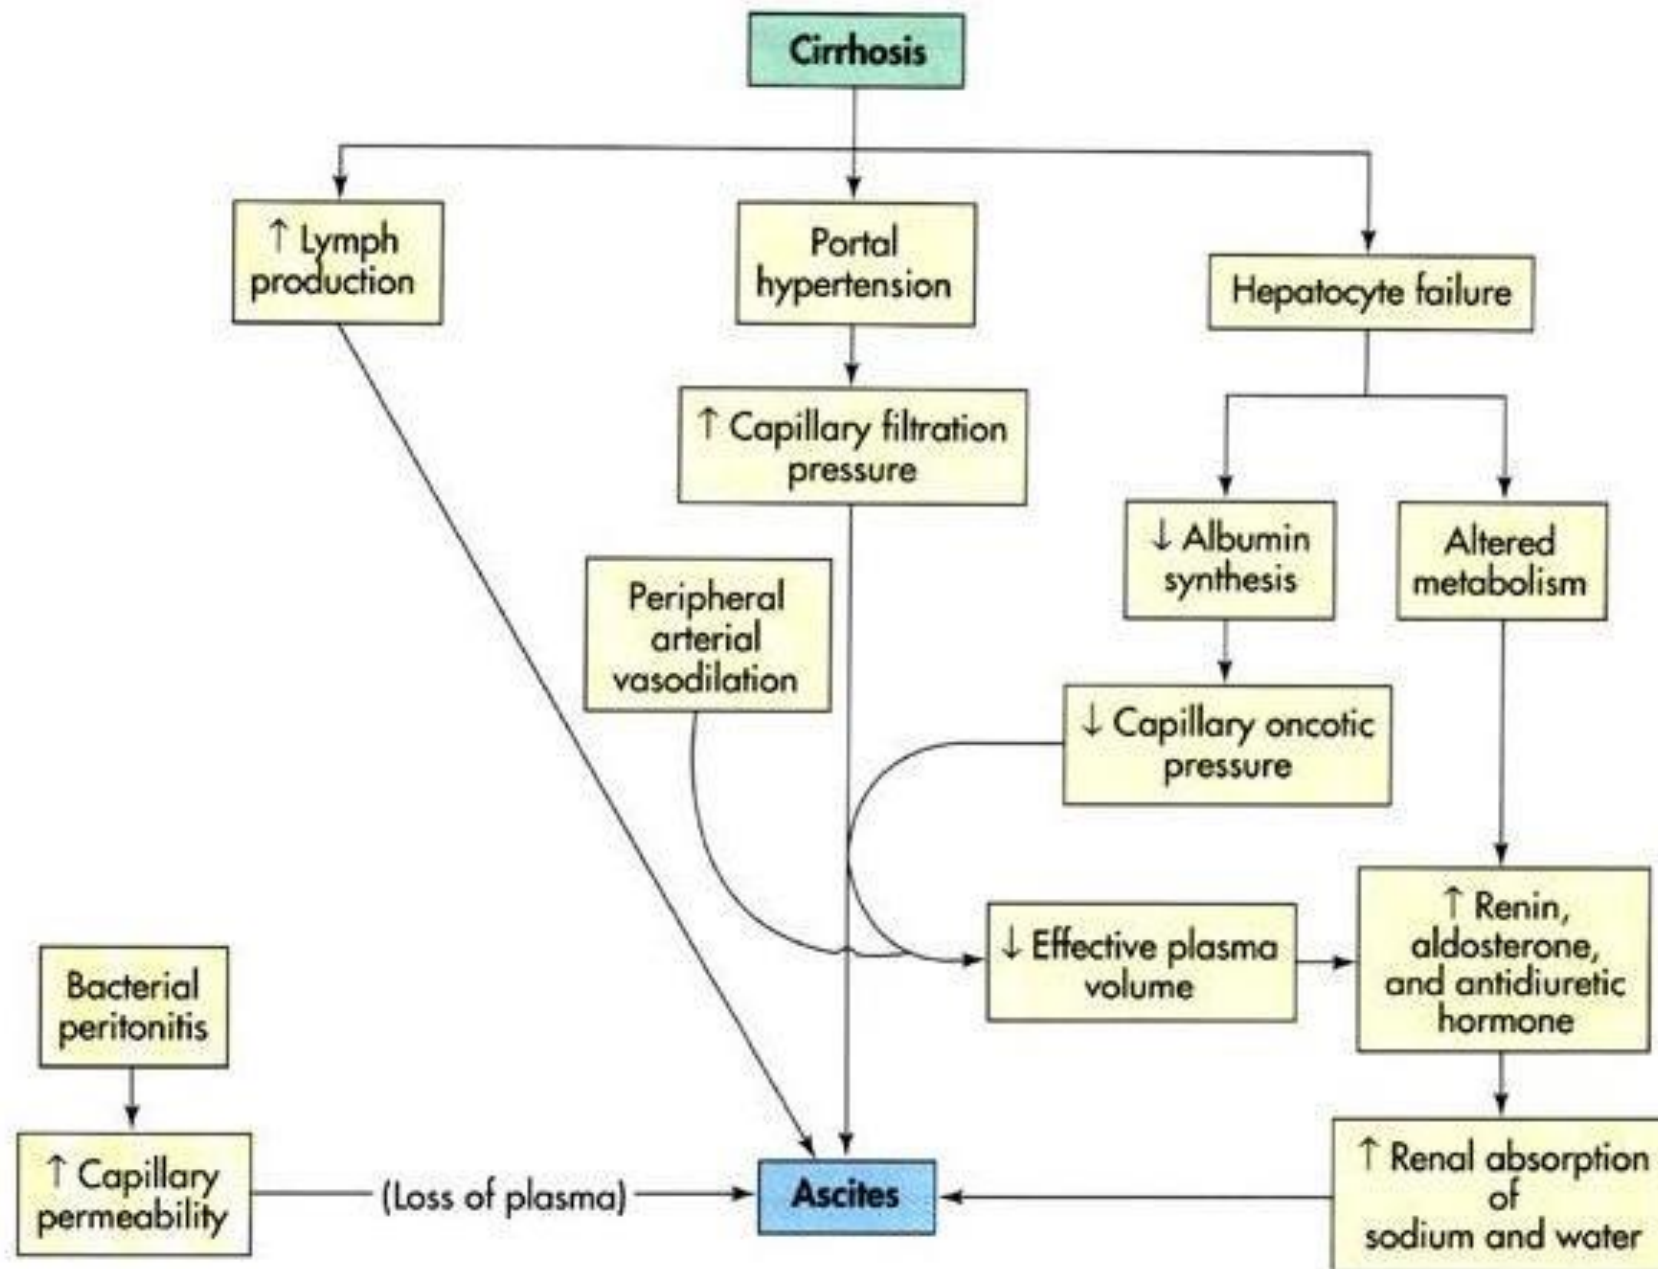 Cirrhosis
↑ Lymph
production
Portal
hypertension
Hepatocyte failure
↑ Capillary filtration
pressure
↓ Albumin
synthesis
Altered
metabolism
Peripheral
arterial
vasodilation
↓ Capillary oncotic
pressure
↑ Renin,
aldosterone,
and antidiuretic
hormone
↓ Effective plasma
volume
Bacterial
peritonitis
↑ Capillary
permeability
(Loss of plasma)
Ascites
↑ Renal absorption
of
sodium and water